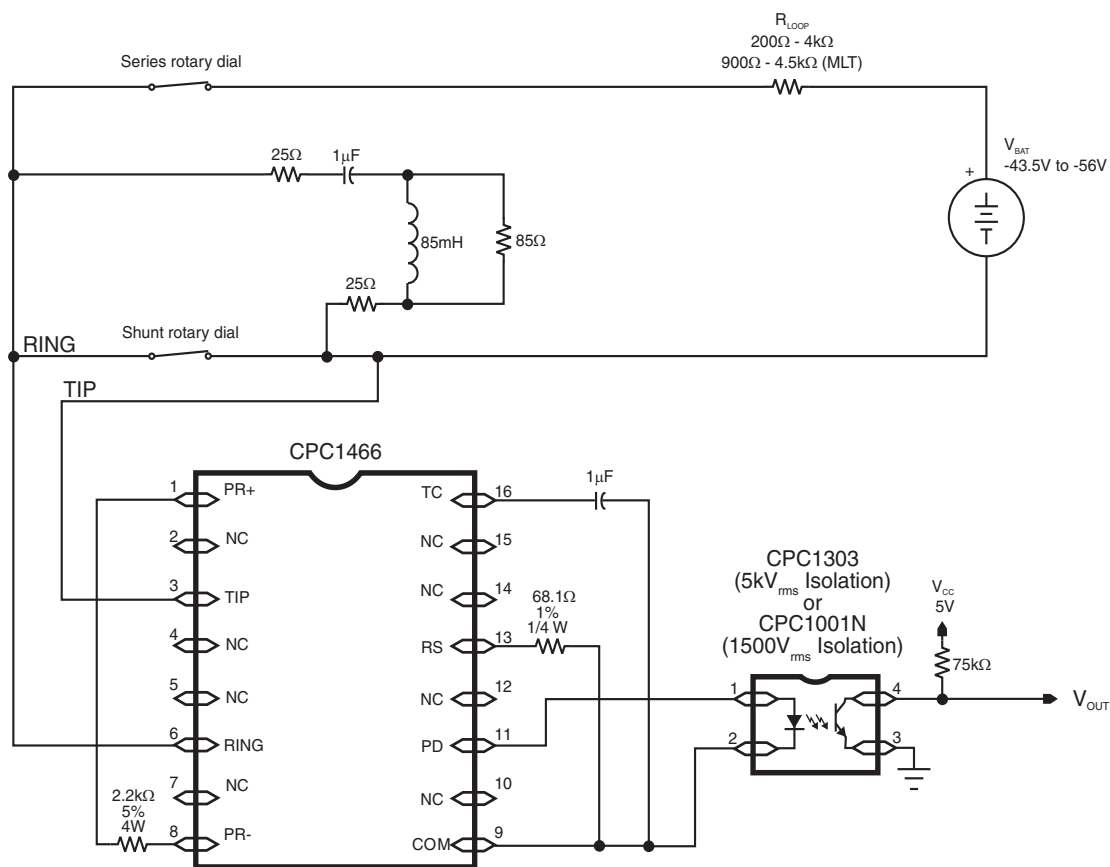 R_LOOP
200Ω - 4kΩ
900Ω - 4.5kΩ (MLT)
Series rotary dial
25Ω
1μF
V_BAT
-43.5V to -56V
+
85mH
85Ω
25Ω
RING
Shunt rotary dial
TIP
CPC1466
1
PR+
TC
16
1μF
2
NC
NC
15
3
TIP
NC
14
4
NC
RS
13
68.1Ω
1%
1/4 W
5
NC
NC
12
6
RING
PD
11
7
NC
NC
10
8
PR-
COM
9
2.2kΩ
5%
4W
CPC1303
(5kV_rms Isolation)
or
CPC1001N
(1500V_rms Isolation)
V_CC
5V
75kΩ
1
2
4
3
V_OUT